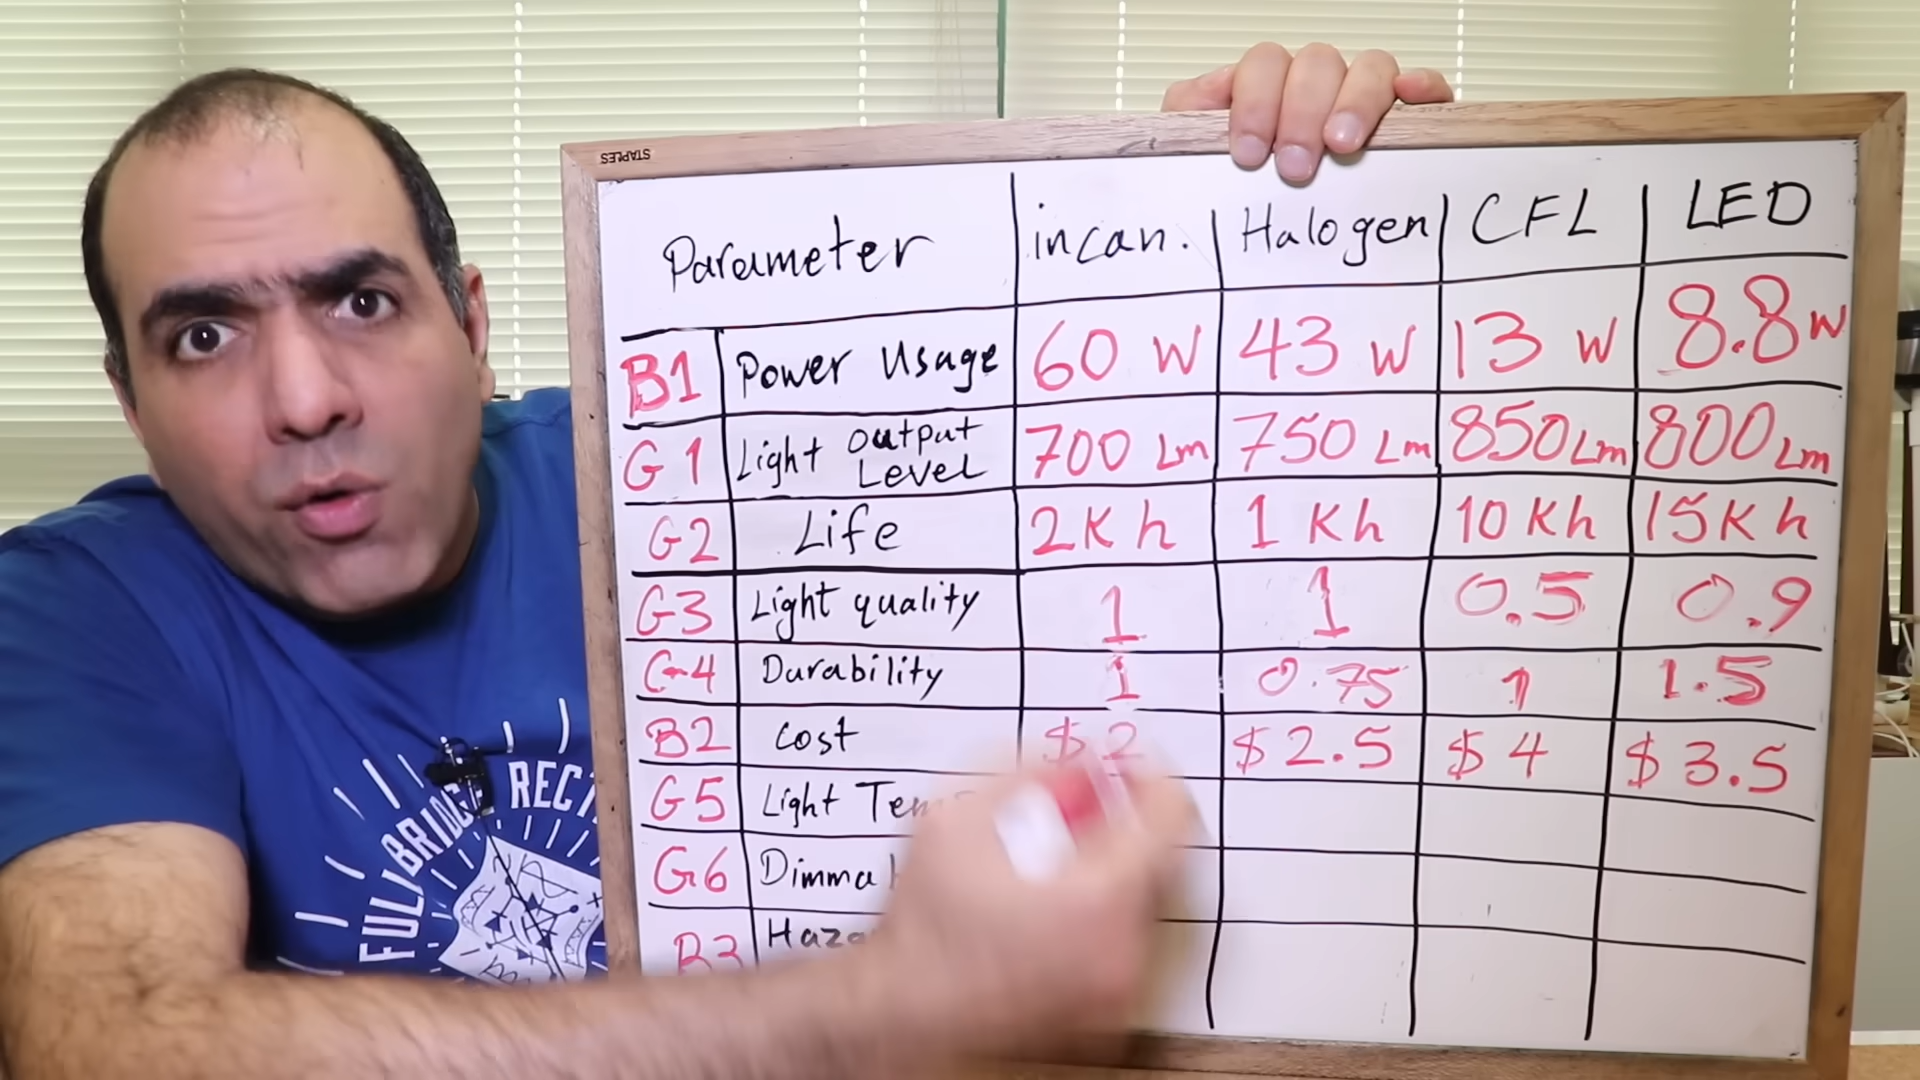 STAPLES
Parameter incan. Halogen CFL LED
B1 Power Usage 60 W 43 W 13 W 8.8 W
G1 Light output Level 700 Lm 750 Lm 850 Lm 800 Lm
G2 Life 2K h 1 Kh 10 Kh 15K h
G3 Light quality 1 1 0.5 0.9
G4 Durability 1 0.75 1 1.5
B2 Cost $2 $2.5 $4 $3.5
G5 Light
G6
B3
FULL BRIDGE